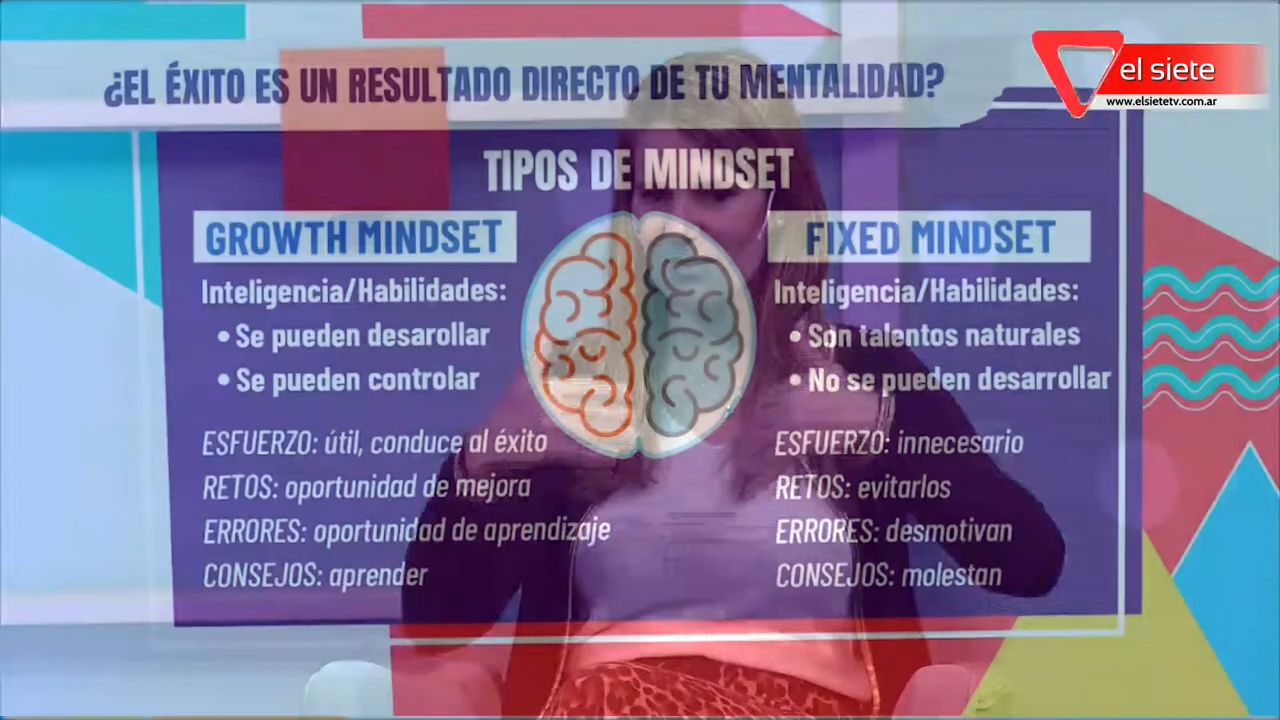 ¿EL ÉXITO ES UN RESULTADO DIRECTO DE TU MENTALIDAD?
el siete
www.elsietetv.com.ar
TIPOS DE MINDSET
GROWTH MINDSET
Inteligencia/Habilidades:
• Se pueden desarollar
• Se pueden controlar
ESFUERZO: útil, conduce al éxito
RETOS: oportunidad de mejora
ERRORES: oportunidad de aprendizaje
CONSEJOS: aprender
FIXED MINDSET
Inteligencia/Habilidades:
• Son talentos naturales
• No se pueden desarrollar
ESFUERZO: innecesario
RETOS: evitarlos
ERRORES: desmotivan
CONSEJOS: molestan